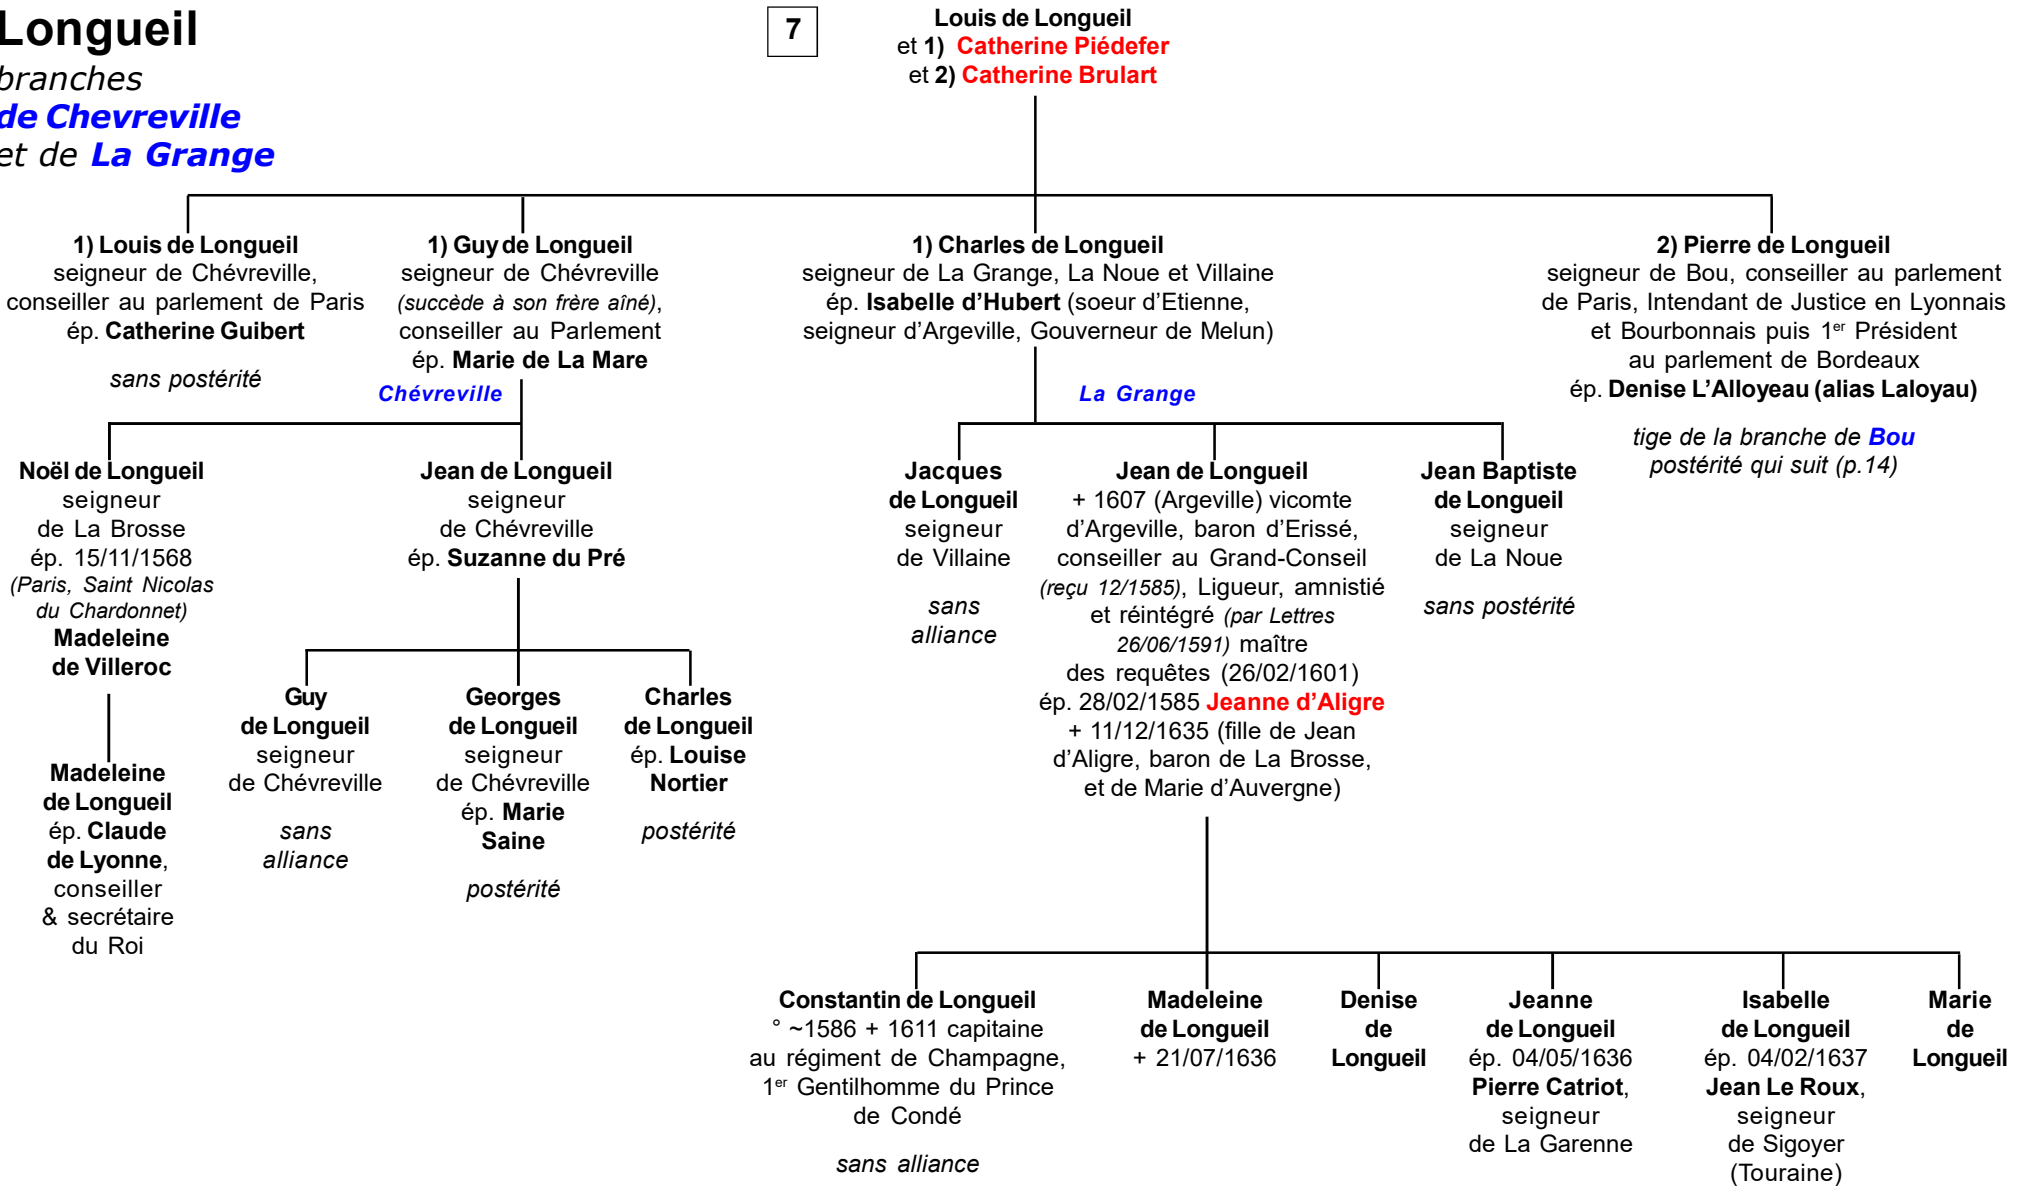 Longueil
branches
de Chevreville
et de La Grange
7
Louis de Longueil
et 1) Catherine Piédefer
et 2) Catherine Brulart
1) Louis de Longueil
seigneur de Chévreville,
conseiller au parlement de Paris
ép. Catherine Guibert
sans postérité
1) Guy de Longueil
seigneur de Chévreville
(succède à son frère aîné),
conseiller au Parlement
ép. Marie de La Mare
Chévreville
1) Charles de Longueil
seigneur de La Grange, La Noue et Villaine
ép. Isabelle d’Hubert (soeur d’Etienne,
seigneur d’Argeville, Gouverneur de Melun)
La Grange
2) Pierre de Longueil
seigneur de Bou, conseiller au parlement
de Paris, Intendant de Justice en Lyonnais
et Bourbonnais puis 1er Président
au parlement de Bordeaux
ép. Denise L’Alloyeau (alias Laloyau)
tige de la branche de Bou
postérité qui suit (p.14)
Noël de Longueil
seigneur
de La Brosse
ép. 15/11/1568
(Paris, Saint Nicolas
du Chardonnet)
Madeleine
de Villeroc
Jean de Longueil
seigneur
de Chévreville
ép. Suzanne du Pré
Jacques
de Longueil
seigneur
de Villaine
sans
alliance
Jean de Longueil
+ 1607 (Argeville) vicomte
d’Argeville, baron d’Erissé,
conseiller au Grand-Conseil
(reçu 12/1585), Ligueur, amnistié
et réintégré (par Lettres
26/06/1591) maître
des requêtes (26/02/1601)
ép. 28/02/1585 Jeanne d’Aligre
+ 11/12/1635 (fille de Jean
d’Aligre, baron de La Brosse,
et de Marie d’Auvergne)
Jean Baptiste
de Longueil
seigneur
de La Noue
sans postérité
Madeleine
de Longueil
ép. Claude
de Lyonne,
conseiller
& secrétaire
du Roi
Guy
de Longueil
seigneur
de Chévreville
sans
alliance
Georges
de Longueil
seigneur
de Chévreville
ép. Marie
Saine
postérité
Charles
de Longueil
ép. Louise
Nortier
postérité
Constantin de Longueil
° ~1586 + 1611 capitaine
au régiment de Champagne,
1er Gentilhomme du Prince
de Condé
sans alliance
Madeleine
de Longueil
+ 21/07/1636
Denise
de
Longueil
Jeanne
de Longueil
ép. 04/05/1636
Pierre Catriot,
seigneur
de La Garenne
Isabelle
de Longueil
ép. 04/02/1637
Jean Le Roux,
seigneur
de Sigoyer
(Touraine)
Marie
de
Longueil